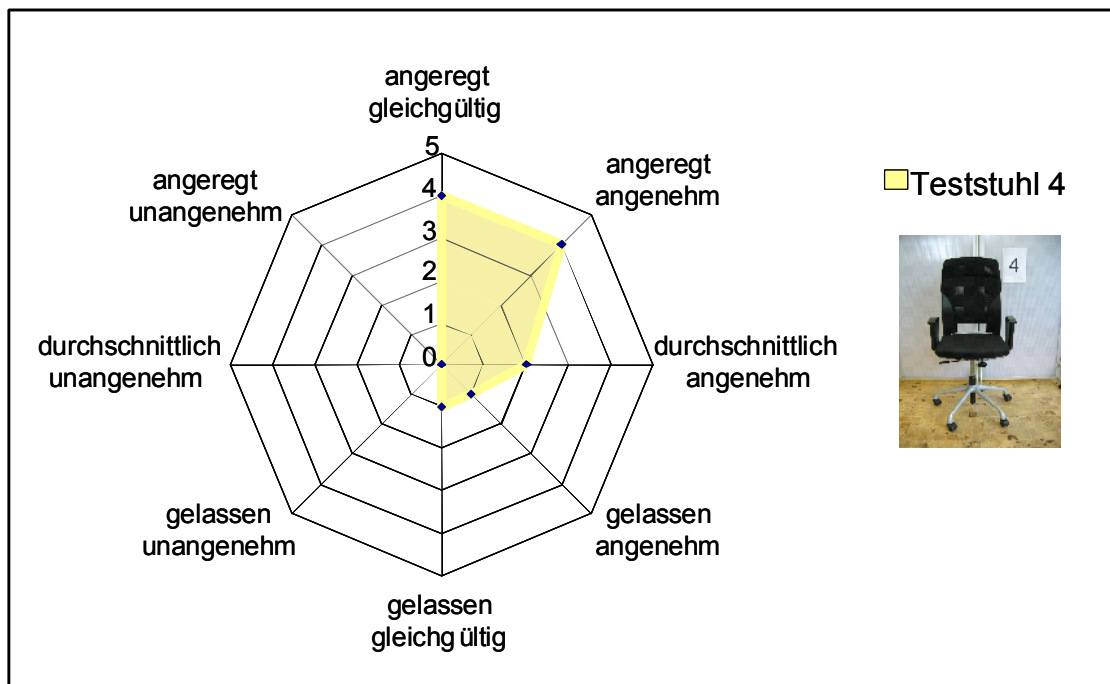 angeregt
gleichgültig
angeregt
angenehm
angeregt
unangenehm
5
4
3
2
1
0
durchschnittlich
unangenehm
durchschnittlich
angenehm
gelassen
unangenehm
gelassen
angenehm
gelassen
gleichgültig
Teststuhl 4
4